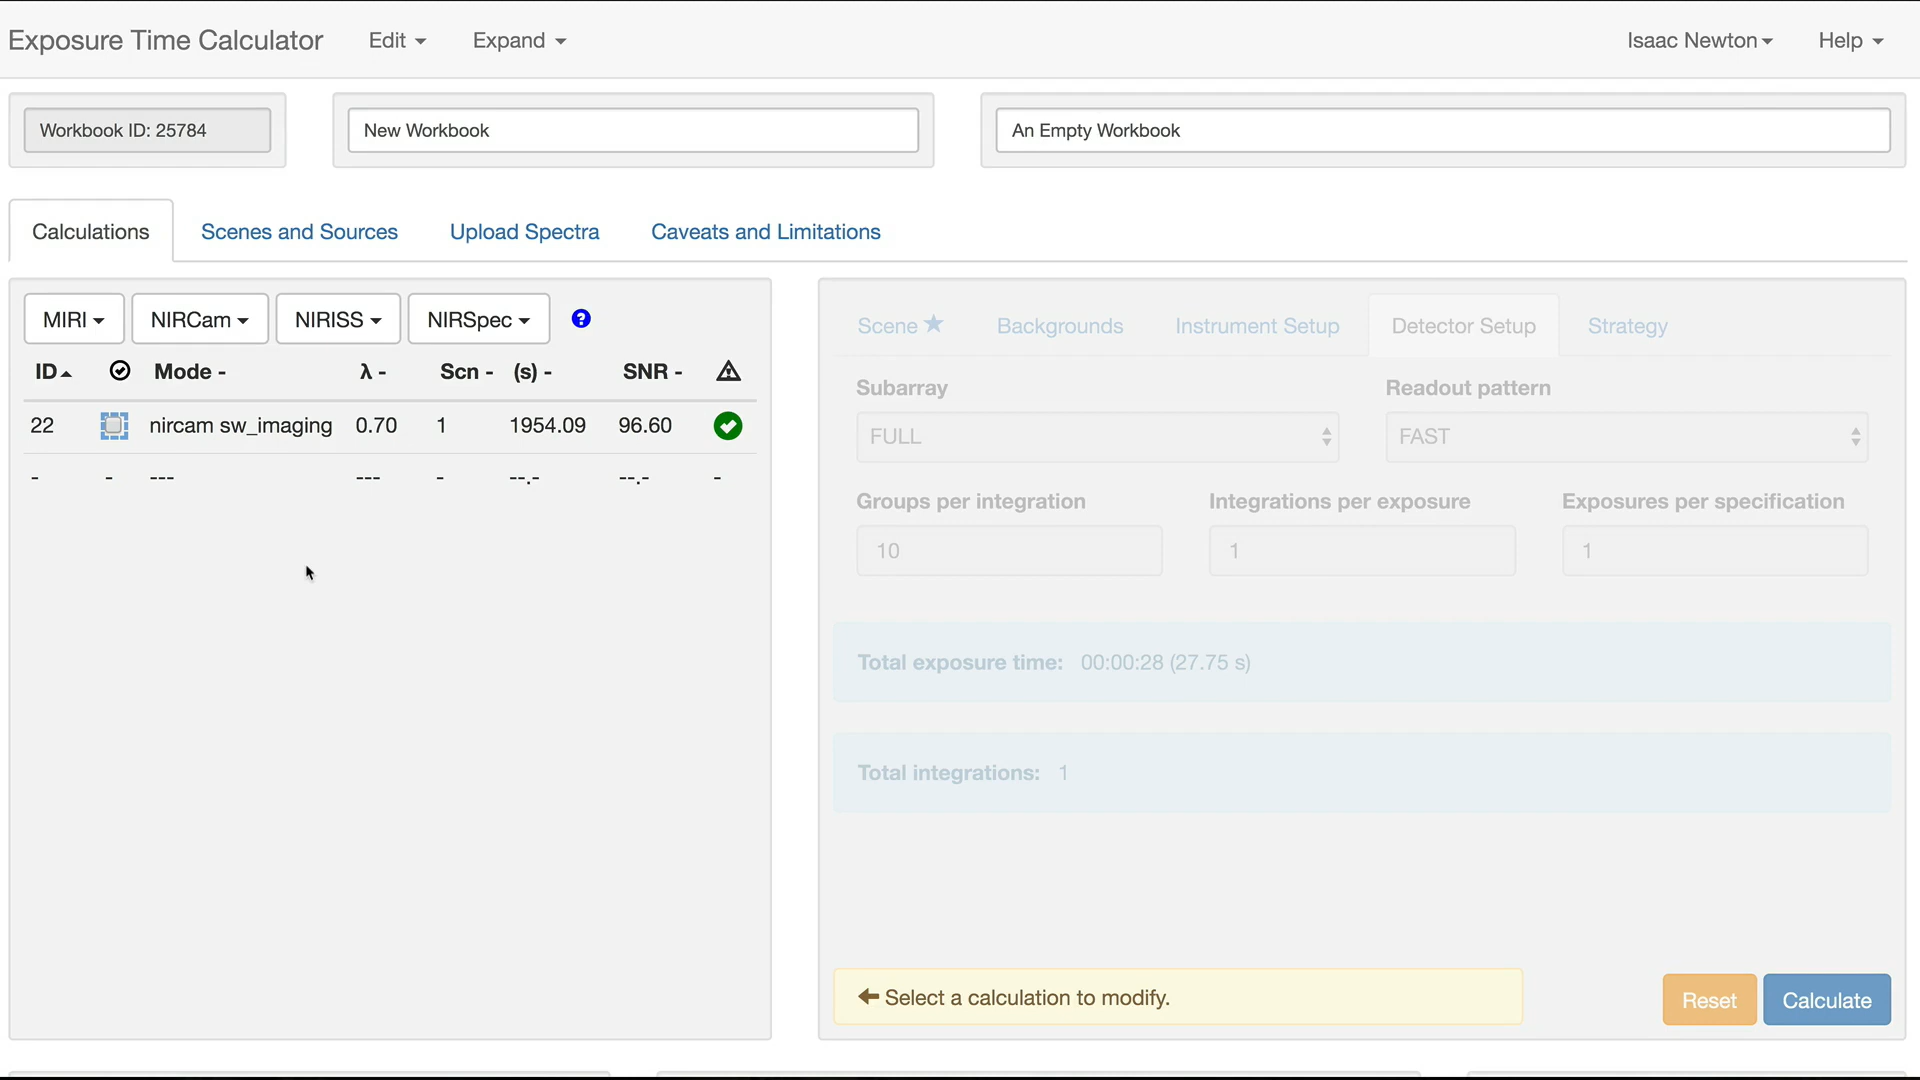 Exposure Time Calculator Edit Expand Isaac Newton Help
Workbook ID: 25784 New Workbook An Empty Workbook
Calculations Scenes and Sources Upload Spectra Caveats and Limitations
MIRI NIRCam NIRISS NIRSpec ?
ID Mode - λ - Scn - (s) - SNR -
22 nircam sw_imaging 0.70 1 1954.09 96.60
- - --- --- - --.- --.- -
Scene Backgrounds Instrument Setup Detector Setup Strategy
Subarray Readout pattern
FULL FAST
Groups per integration Integrations per exposure Exposures per specification
10 1 1
Total exposure time: 00:00:28 (27.75 s)
Total integrations: 1
Select a calculation to modify. Reset Calculate